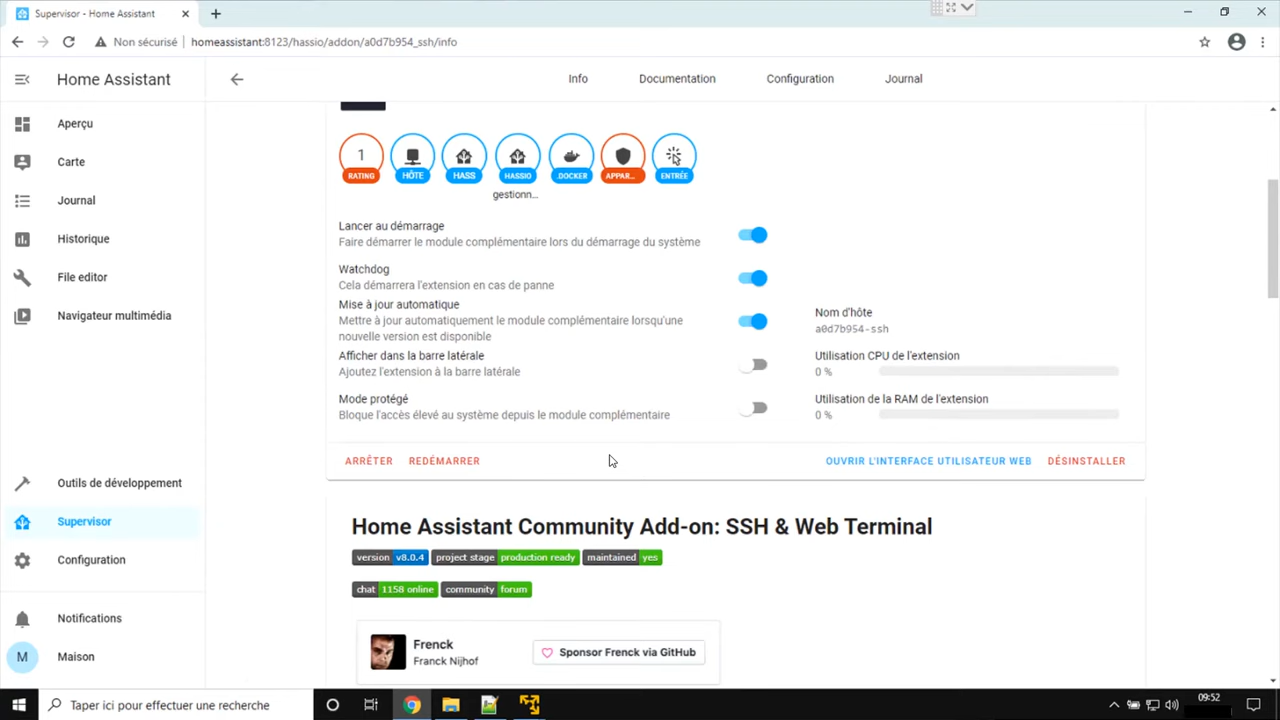 Supervisor - Home Assistant
Non sécurisé
homeassistant:8123/hassio/addon/a0d7b954_ssh/info
Home Assistant
Info
Documentation
Configuration
Journal
Aperçu
Carte
Journal
Historique
File editor
Navigateur multimédia
Outils de développement
Supervisor
Configuration
Notifications
M
Maison
1
RATING
HÔTE
HASS
HASSIO
DOCKER
APPAR...
ENTRÉE
gestionn...
Lancer au démarrage
Faire démarrer le module complémentaire lors du démarrage du système
Watchdog
Cela démarrera l'extension en cas de panne
Mise à jour automatique
Mettre à jour automatiquement le module complémentaire lorsqu'une
nouvelle version est disponible
Afficher dans la barre latérale
Ajoutez l'extension à la barre latérale
Mode protégé
Bloque l'accès élevé au système depuis le module complémentaire
Nom d'hôte
a0d7b954-ssh
Utilisation CPU de l'extension
0 %
Utilisation de la RAM de l'extension
0 %
ARRÊTER
REDÉMARRER
OUVRIR L'INTERFACE UTILISATEUR WEB
DÉSINSTALLER
Home Assistant Community Add-on: SSH & Web Terminal
version v8.0.4 project stage production ready maintained yes
chat 1158 online community forum
Frenck
Franck Nijhof
Sponsor Frenck via GitHub
Taper ici pour effectuer une recherche
09:52